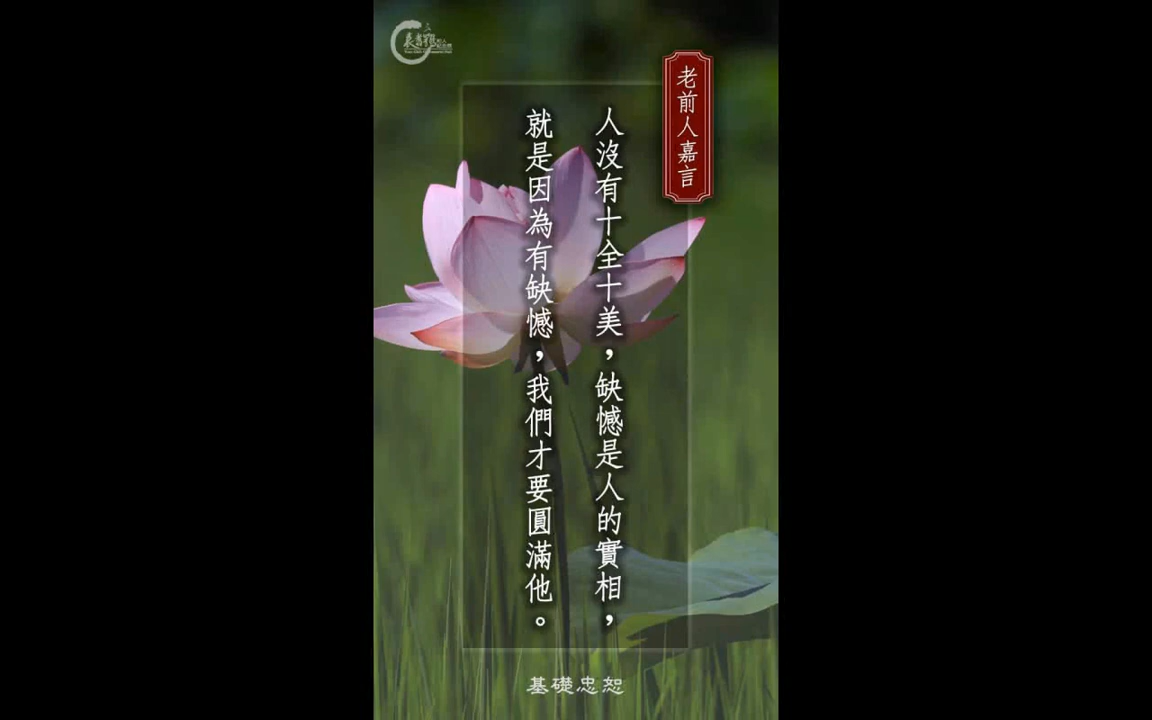 老前人嘉言
人沒有十全十美，缺憾是人的實相，
就是因為有缺憾，我們才要圓滿他。
基礎忠恕